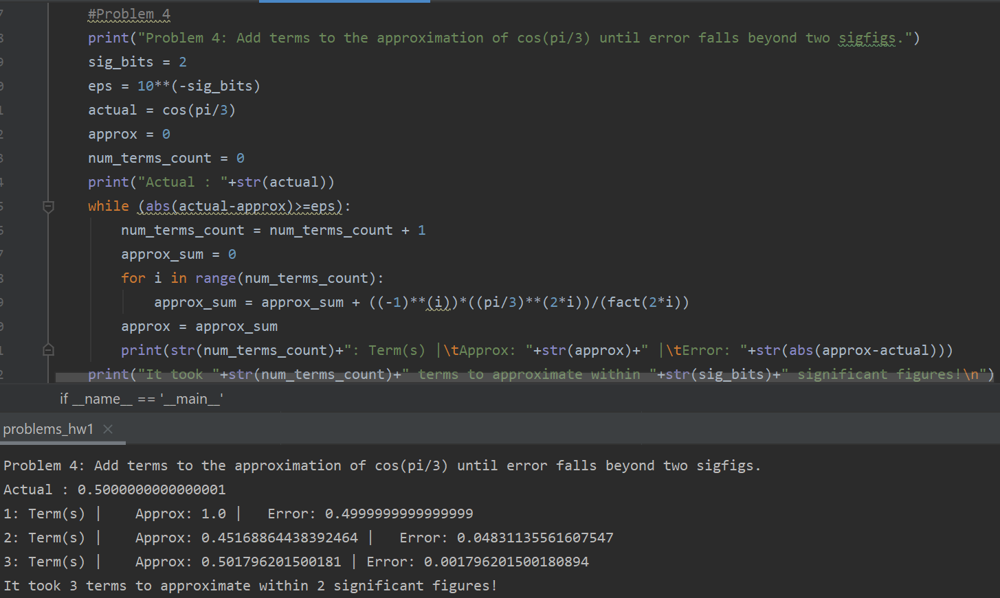 #Problem 4
print("Problem 4: Add terms to the approximation of cos(pi/3) until error falls beyond two sigfigs.")
sig_bits = 2
eps = 10**(-sig_bits)
actual = cos(pi/3)
approx = 0
num_terms_count = 0
print("Actual : "+str(actual))
while (abs(actual-approx)>=eps):
num_terms_count = num_terms_count + 1
approx_sum = 0
for i in range(num_terms_count):
approx_sum = approx_sum + ((-1)**(i))*((pi/3)**(2*i))/(fact(2*i))
approx = approx_sum
print(str(num_terms_count)+": Term(s) |\tApprox: "+str(approx)+" |\tError: "+str(abs(approx-actual)))
print("It took "+str(num_terms_count)+" terms to approximate within "+str(sig_bits)+" significant figures!\n")
if __name__ == '__main__'
problems_hw1
Problem 4: Add terms to the approximation of cos(pi/3) until error falls beyond two sigfigs.
Actual : 0.5000000000000001
1: Term(s) | Approx: 1.0 | Error: 0.4999999999999999
2: Term(s) | Approx: 0.45168864438392464 | Error: 0.04831135561607547
3: Term(s) | Approx: 0.501796201500181 | Error: 0.001796201500180894
It took 3 terms to approximate within 2 significant figures!